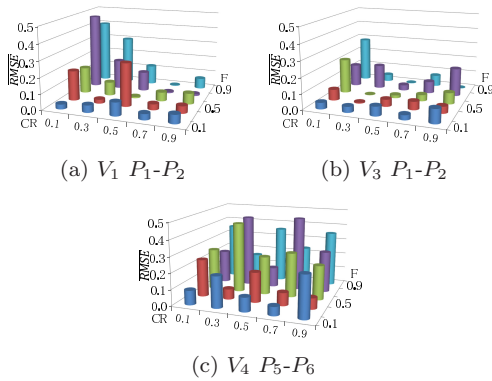 0.5 0.5
0.4 0.4
0.3 0.3
0.2 0.2
0.1 0.1
0.0 0.0
RMSE RMSE
F F
0.9 0.9
0.5 0.5
0.1 0.1
CR 0.1 0.3 0.5 0.7 0.9 CR 0.1 0.3 0.5 0.7 0.9
(a) V₁ P₁-P₂ (b) V₃ P₁-P₂
0.5
0.4
0.3
0.2
0.1
0.0
RMSE
F
0.9
0.5
0.1
CR 0.1 0.3 0.5 0.7 0.9
(c) V₄ P₅-P₆